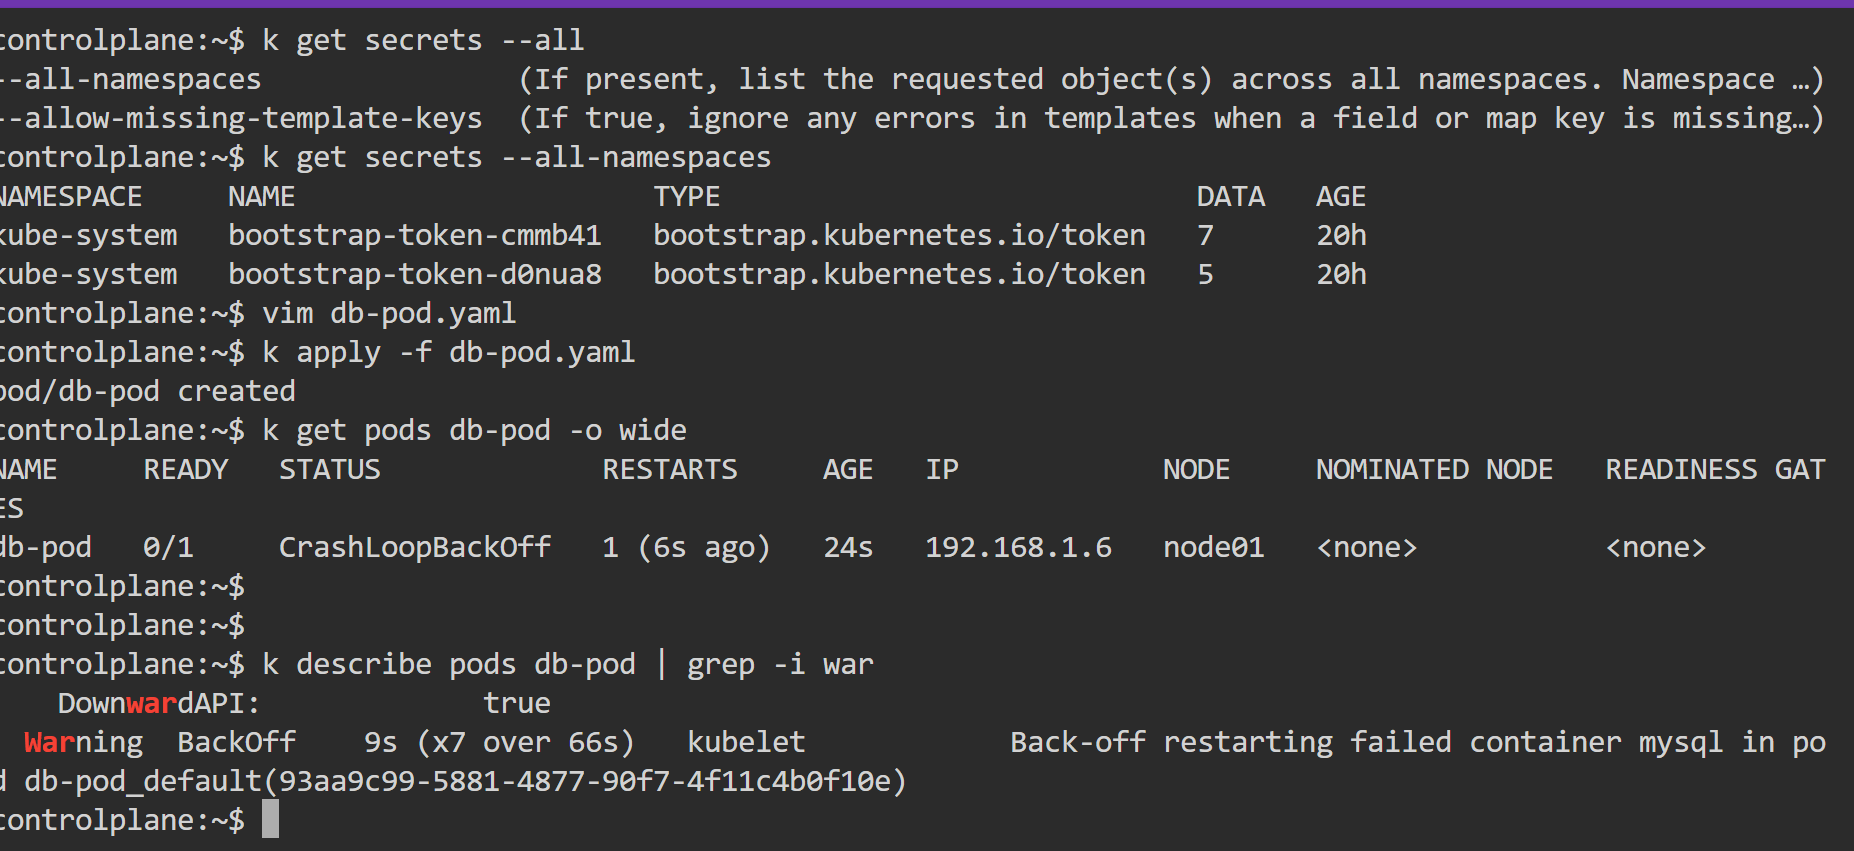 controlplane:~$ k get secrets --all
--all-namespaces (If present, list the requested object(s) across all namespaces. Namespace …)
--allow-missing-template-keys (If true, ignore any errors in templates when a field or map key is missing…)
controlplane:~$ k get secrets --all-namespaces
NAMESPACE NAME TYPE DATA AGE
kube-system bootstrap-token-cmmb41 bootstrap.kubernetes.io/token 7 20h
kube-system bootstrap-token-d0nua8 bootstrap.kubernetes.io/token 5 20h
controlplane:~$ vim db-pod.yaml
controlplane:~$ k apply -f db-pod.yaml
pod/db-pod created
controlplane:~$ k get pods db-pod -o wide
NAME READY STATUS RESTARTS AGE IP NODE NOMINATED NODE READINESS GAT
ES
db-pod 0/1 CrashLoopBackOff 1 (6s ago) 24s 192.168.1.6 node01 <none> <none>
controlplane:~$
controlplane:~$
controlplane:~$ k describe pods db-pod | grep -i war
DownwardAPI: true
Warning BackOff 9s (x7 over 66s) kubelet Back-off restarting failed container mysql in po
d db-pod_default(93aa9c99-5881-4877-90f7-4f11c4b0f10e)
controlplane:~$